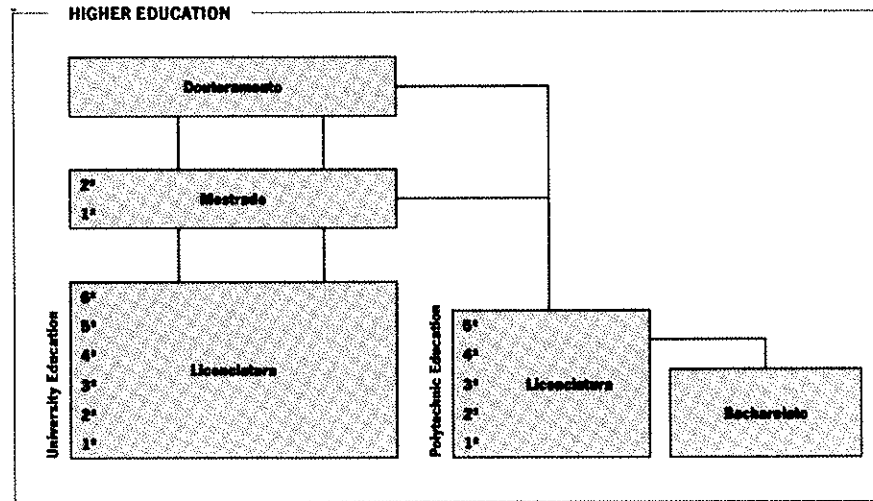 HIGHER EDUCATION
Doutoramento
2º
1º
Mestrado
University Education
6º
5º
4º
3º
2º
1º
Licenciatura
Polytechnic Education
5º
4º
3º
2º
1º
Licenciatura
Bacharelato